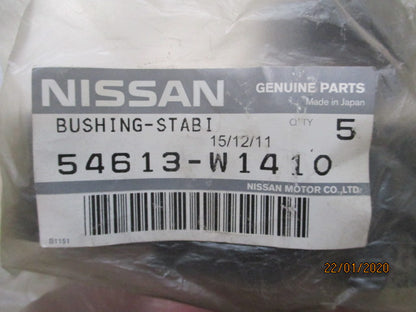 NISSAN
GENUINE PARTS
Made in Japan
BUSHING-STABI
Q'TY 5
15/12/11
54613-W1410
NISSAN MOTOR CO.,LTD.
B1151
22/01/2020